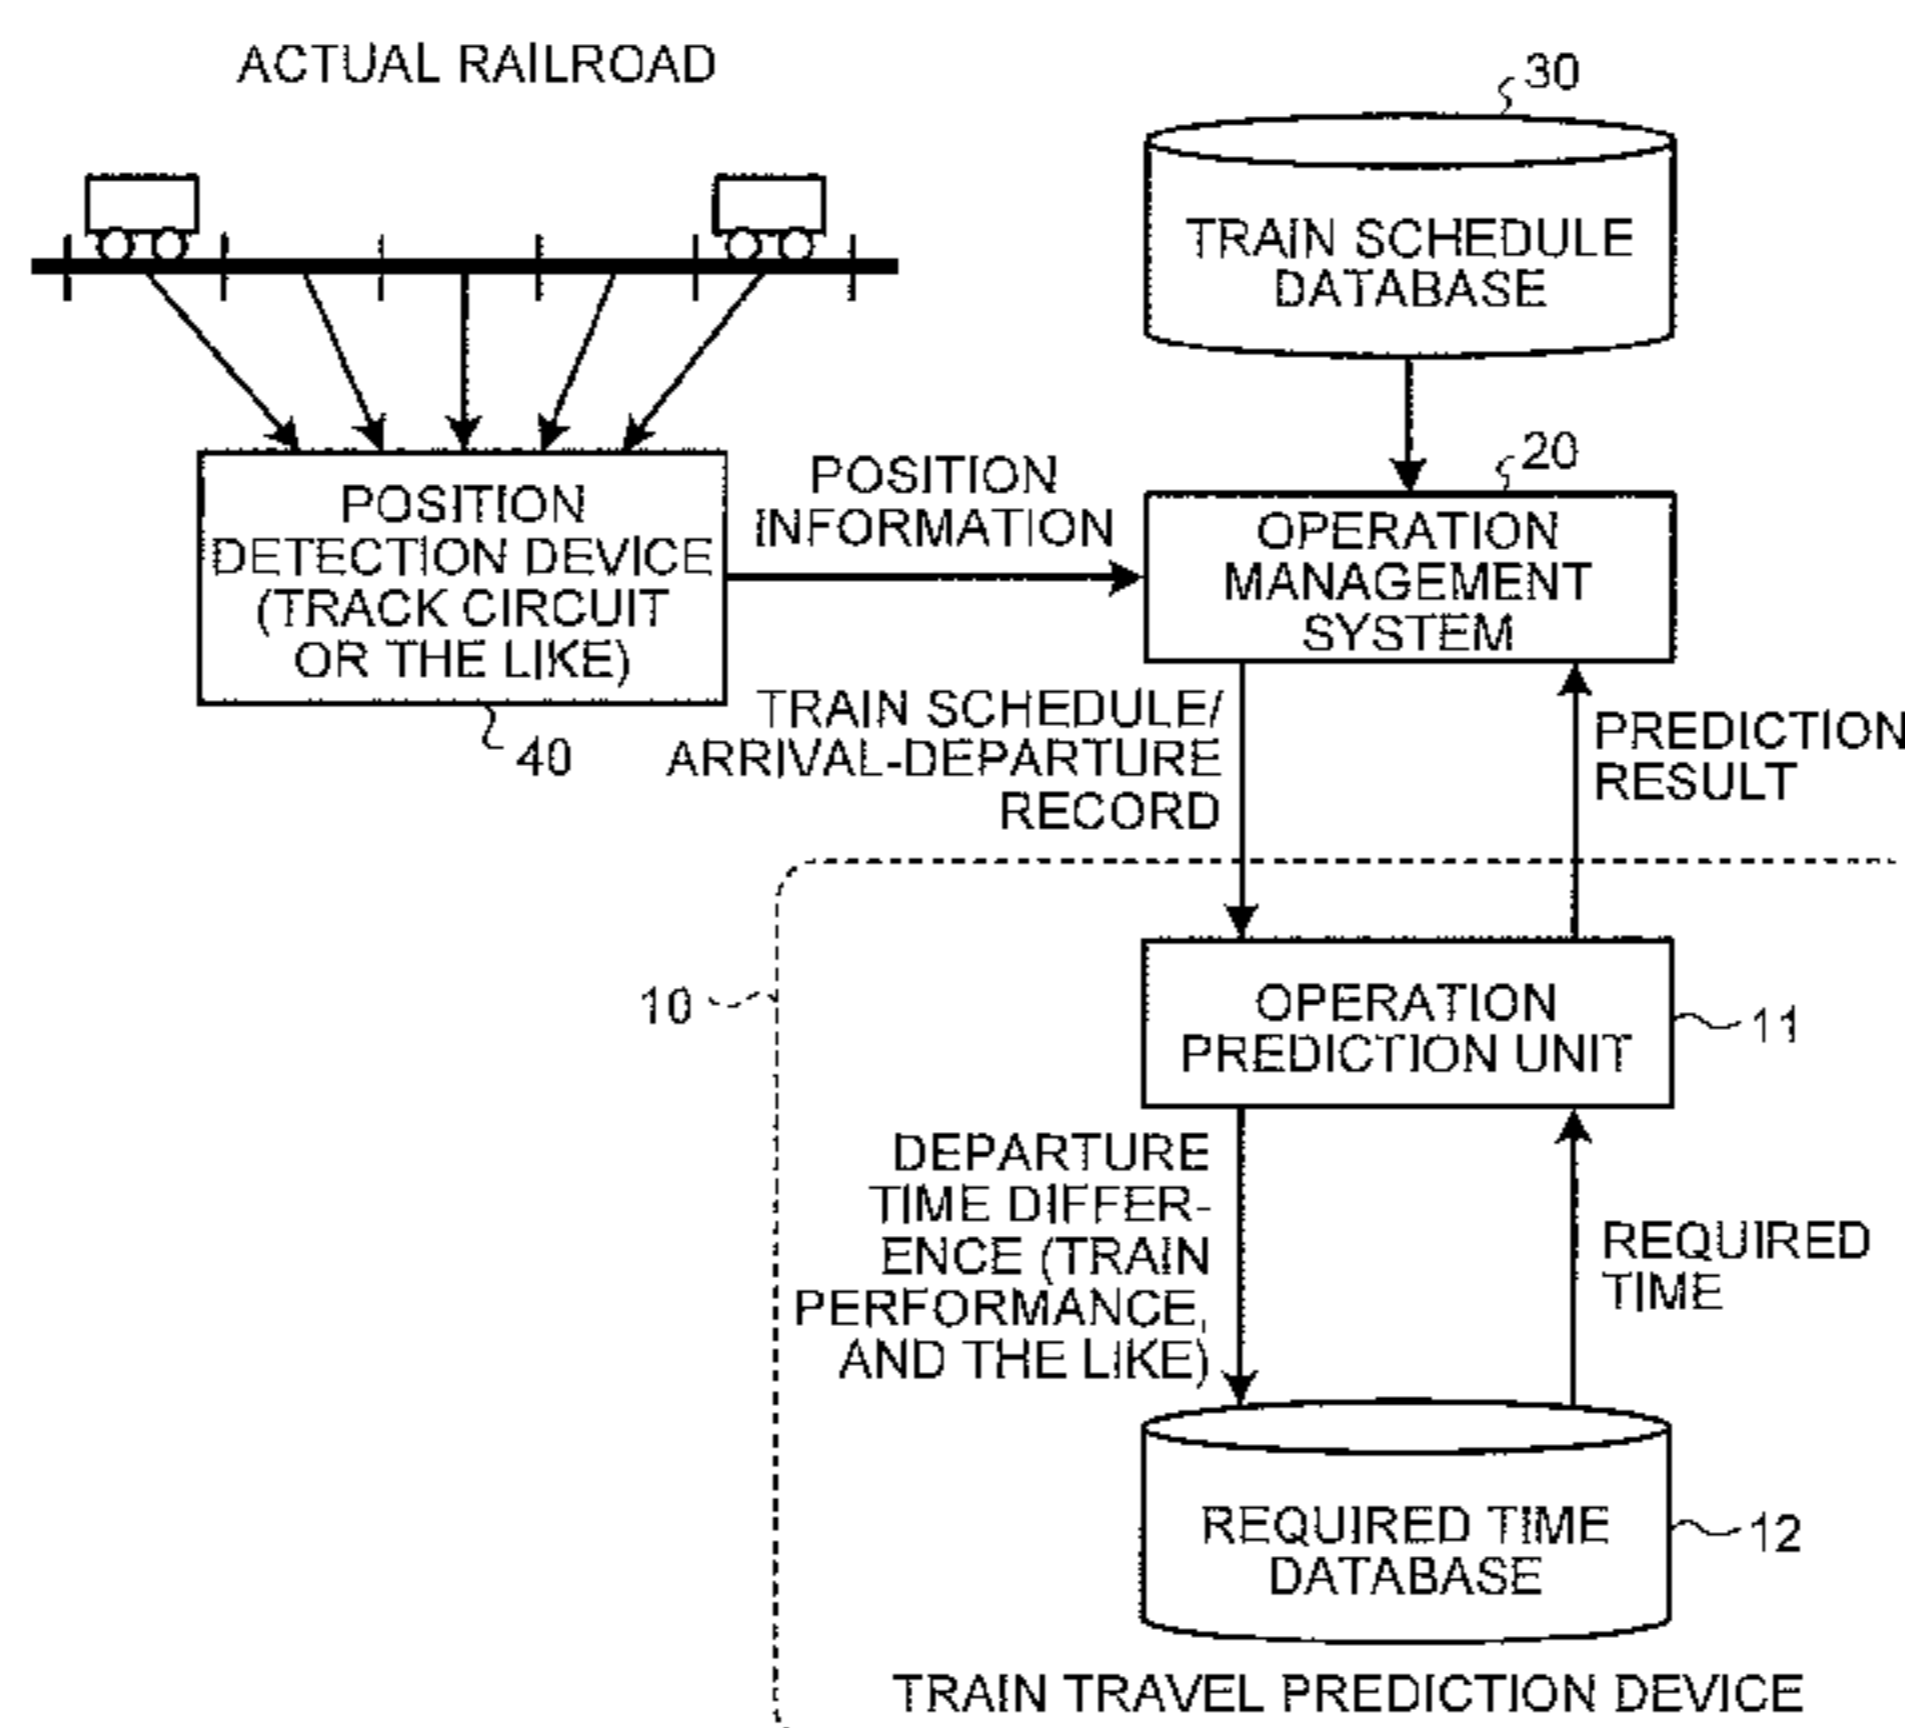 ACTUAL RAILROAD
30
TRAIN SCHEDULE
DATABASE
20
POSITION
DETECTION DEVICE
(TRACK CIRCUIT
OR THE LIKE)
40
POSITION
INFORMATION
OPERATION
MANAGEMENT
SYSTEM
TRAIN SCHEDULE/
ARRIVAL-DEPARTURE
RECORD
PREDICTION
RESULT
10
OPERATION
PREDICTION UNIT
11
DEPARTURE
TIME DIFFER-
ENCE (TRAIN
PERFORMANCE,
AND THE LIKE)
REQUIRED
TIME
REQUIRED TIME
DATABASE
12
TRAIN TRAVEL PREDICTION DEVICE